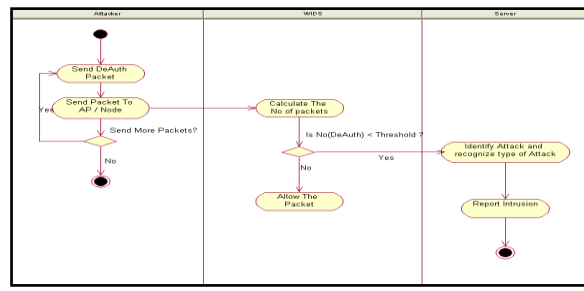 Attacker
WIDS
Server
Send DeAuth
Packet
Send Packet To
AP / Node
Yes
Send More Packets?
No
Calculate The
No of packets
Is No(DeAuth) < Threshold ?
Yes
No
Allow The
Packet
Identify Attack and
recognize type of Attack
Report Intrusion